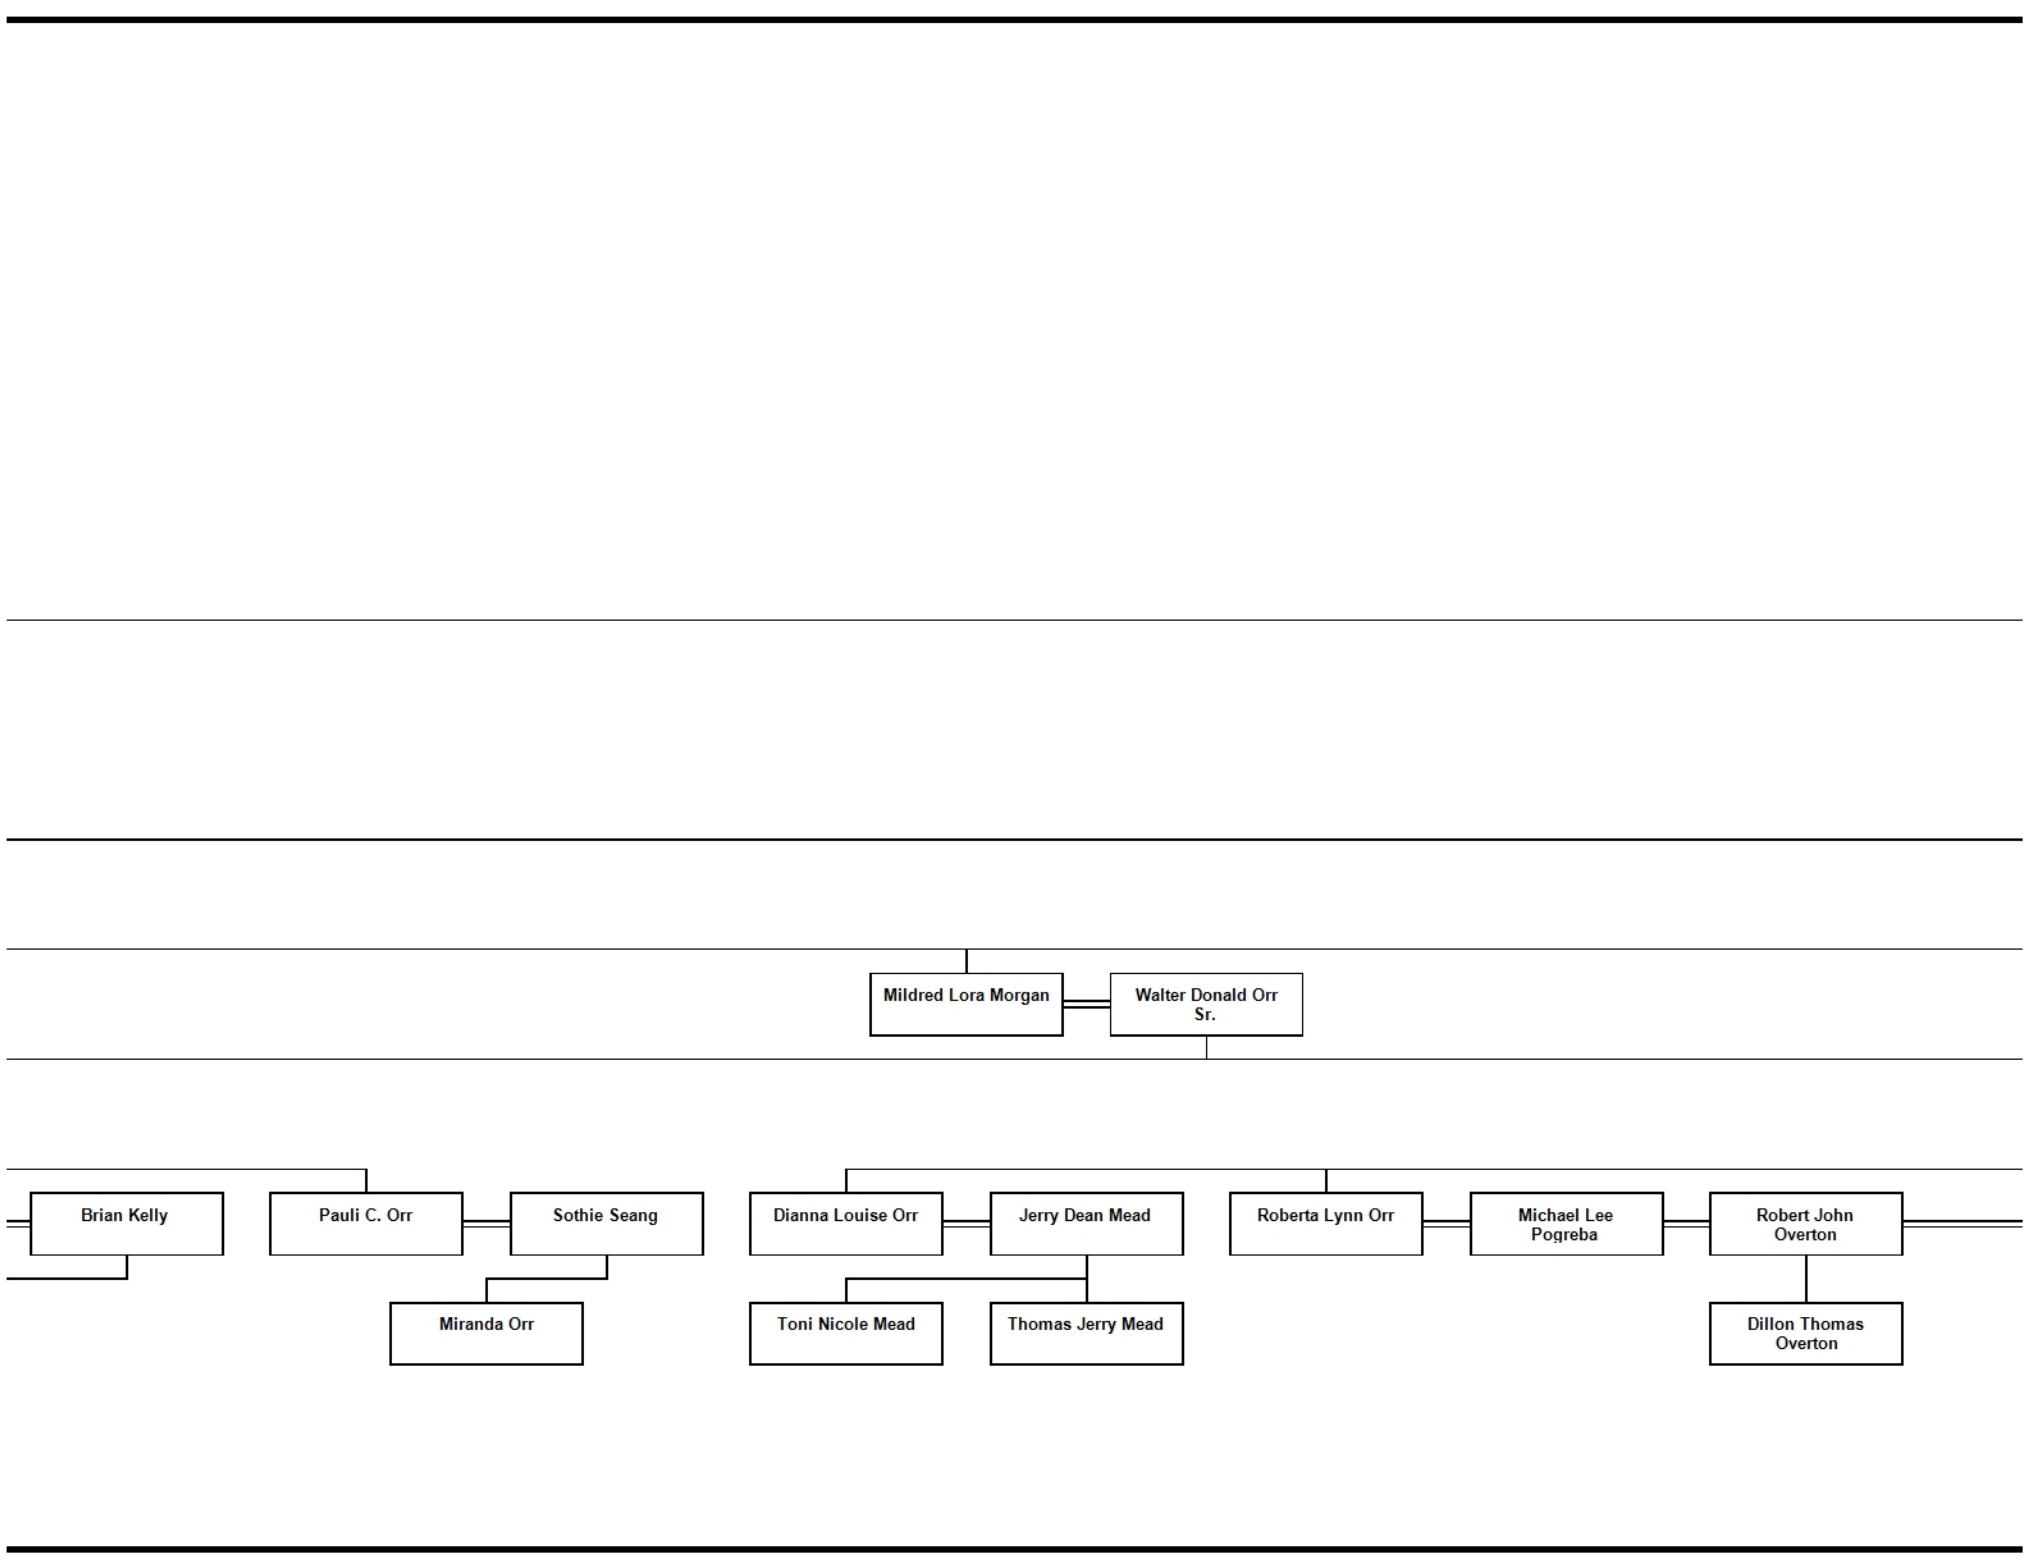 Mildred Lora Morgan
Walter Donald Orr
Sr.
Brian Kelly
Pauli C. Orr
Sothie Seang
Dianna Louise Orr
Jerry Dean Mead
Roberta Lynn Orr
Michael Lee
Pogreba
Robert John
Overton
Miranda Orr
Toni Nicole Mead
Thomas Jerry Mead
Dillon Thomas
Overton